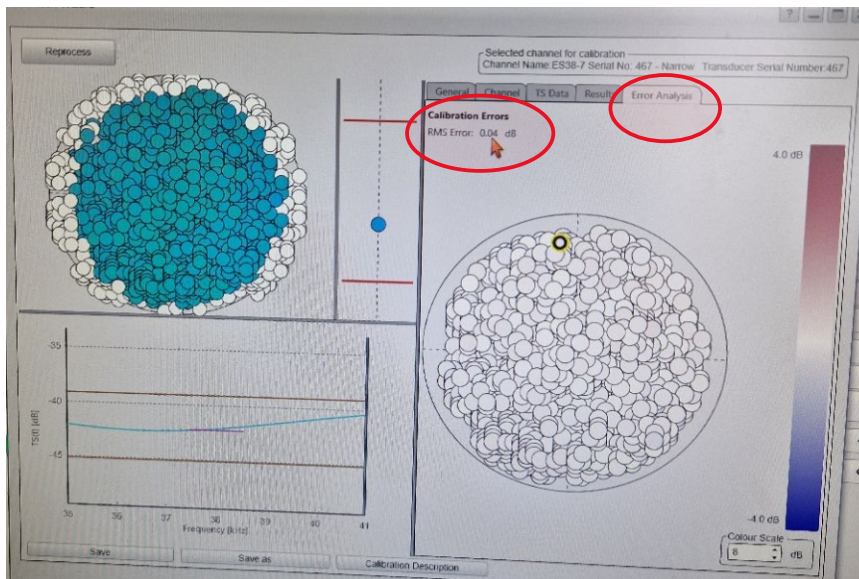 Reprocess
Selected channel for calibration
Channel Name:ES38-7 Serial No: 467 - Narrow Transducer Serial Number:467
General Channel TS Data Results Error Analysis
Calibration Errors
RMS Error: 0.04 dB
4.0 dB
-35
-40
-45
TS(f) [dB]
35 36 37 38 39 40 41
Frequency [kHz]
-4.0 dB
Colour Scale
8 dB
Save Save as Calibration Description